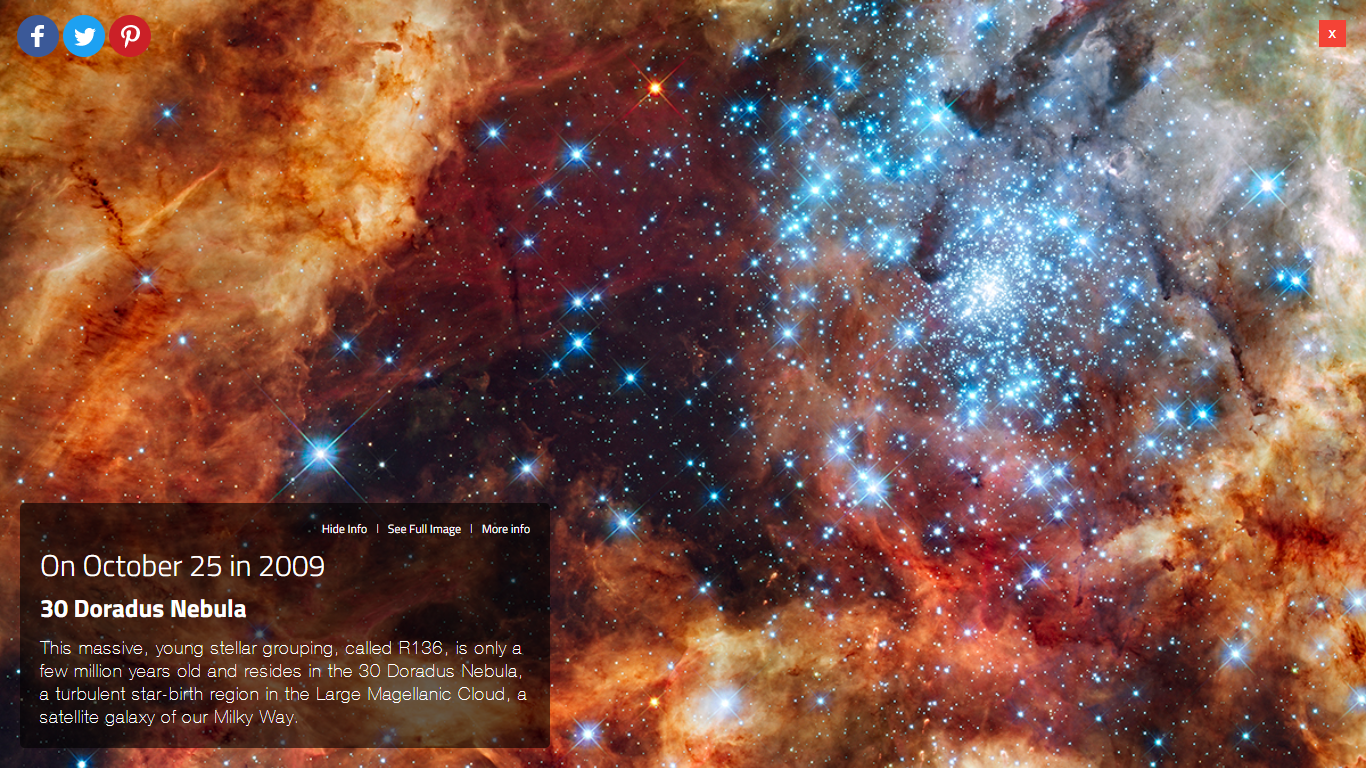 x
Hide Info | See Full Image | More info
On October 25 in 2009
30 Doradus Nebula
This massive, young stellar grouping, called R136, is only a
few million years old and resides in the 30 Doradus Nebula,
a turbulent star-birth region in the Large Magellanic Cloud, a
satellite galaxy of our Milky Way.